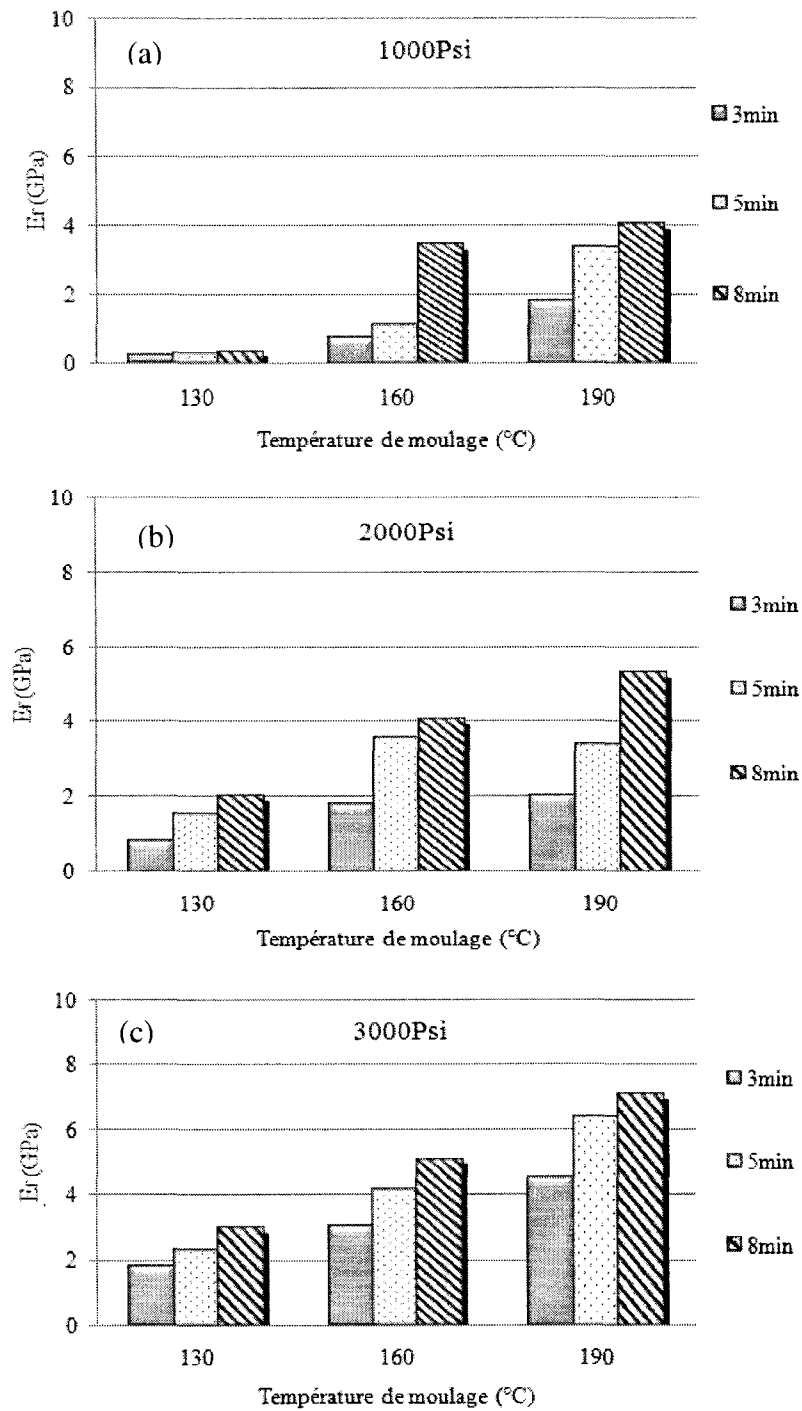 (a)
1000Psi
10
8
6
4
2
0
Er(GPa)
130
160
190
Température de moulage (°C)
3min
5min
8min
(b)
2000Psi
10
8
6
4
2
0
Er(GPa)
130
160
190
Température de moulage (°C)
3min
5min
8min
(c)
3000Psi
10
8
6
4
2
0
Er(GPa)
130
160
190
Température de moulage (°C)
3min
5min
8min